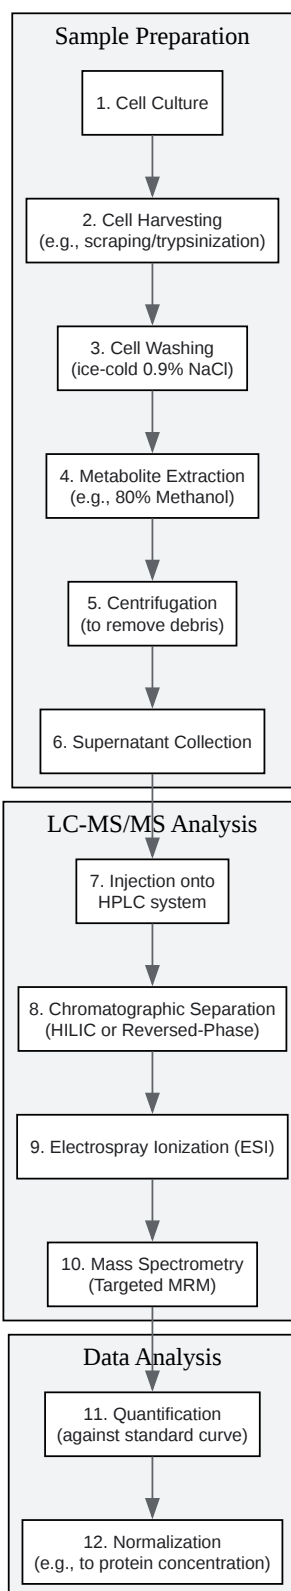 Sample Preparation
1. Cell Culture
2. Cell Harvesting
(e.g., scraping/trypsinization)
3. Cell Washing
(ice-cold 0.9% NaCl)
4. Metabolite Extraction
(e.g., 80% Methanol)
5. Centrifugation
(to remove debris)
6. Supernatant Collection
LC-MS/MS Analysis
7. Injection onto
HPLC system
8. Chromatographic Separation
(HILIC or Reversed-Phase)
9. Electrospray Ionization (ESI)
10. Mass Spectrometry
(Targeted MRM)
Data Analysis
11. Quantification
(against standard curve)
12. Normalization
(e.g., to protein concentration)